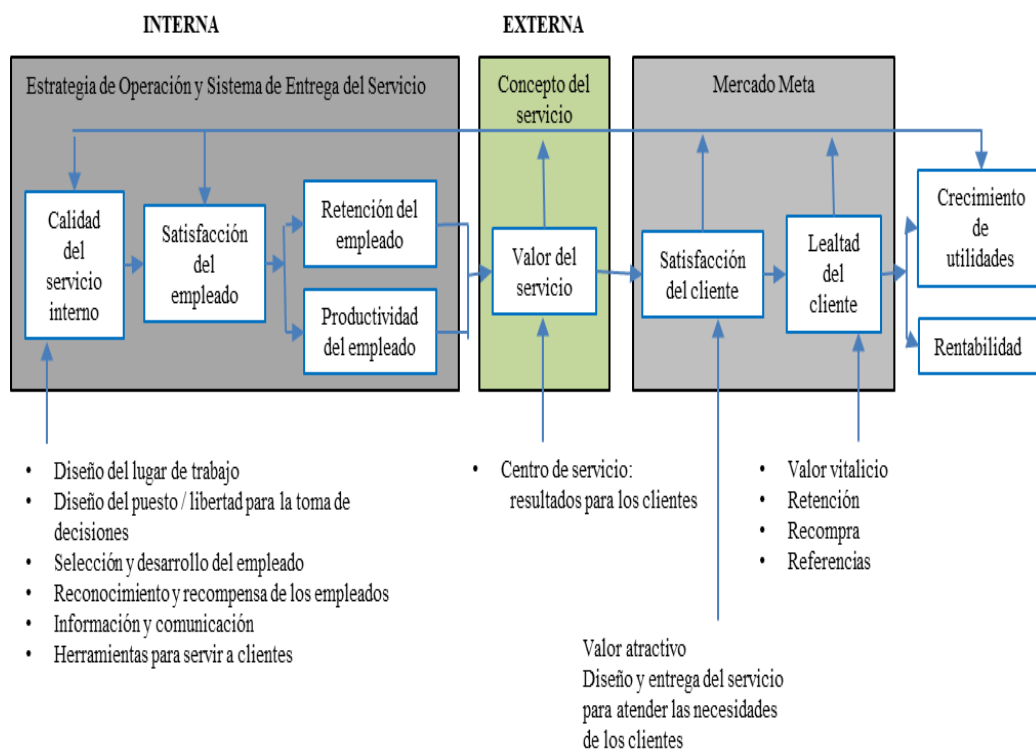 INTERNA
EXTERNA
Estrategia de Operación y Sistema de Entrega del Servicio
Concepto del
servicio
Mercado Meta
Calidad
del
servicio
interno
Satisfacción
del
empleado
Retención del
empleado
Productividad
del empleado
Valor del
servicio
Satisfacción
del cliente
Lealtad
del
cliente
Crecimiento
de
utilidades
Rentabilidad
• Diseño del lugar de trabajo
• Diseño del puesto / libertad para la toma de
decisiones
• Selección y desarrollo del empleado
• Reconocimiento y recompensa de los empleados
• Información y comunicación
• Herramientas para servir a clientes
• Centro de servicio:
resultados para los clientes
• Valor vitalicio
• Retención
• Recompra
• Referencias
Valor atractivo
Diseño y entrega del servicio
para atender las necesidades
de los clientes